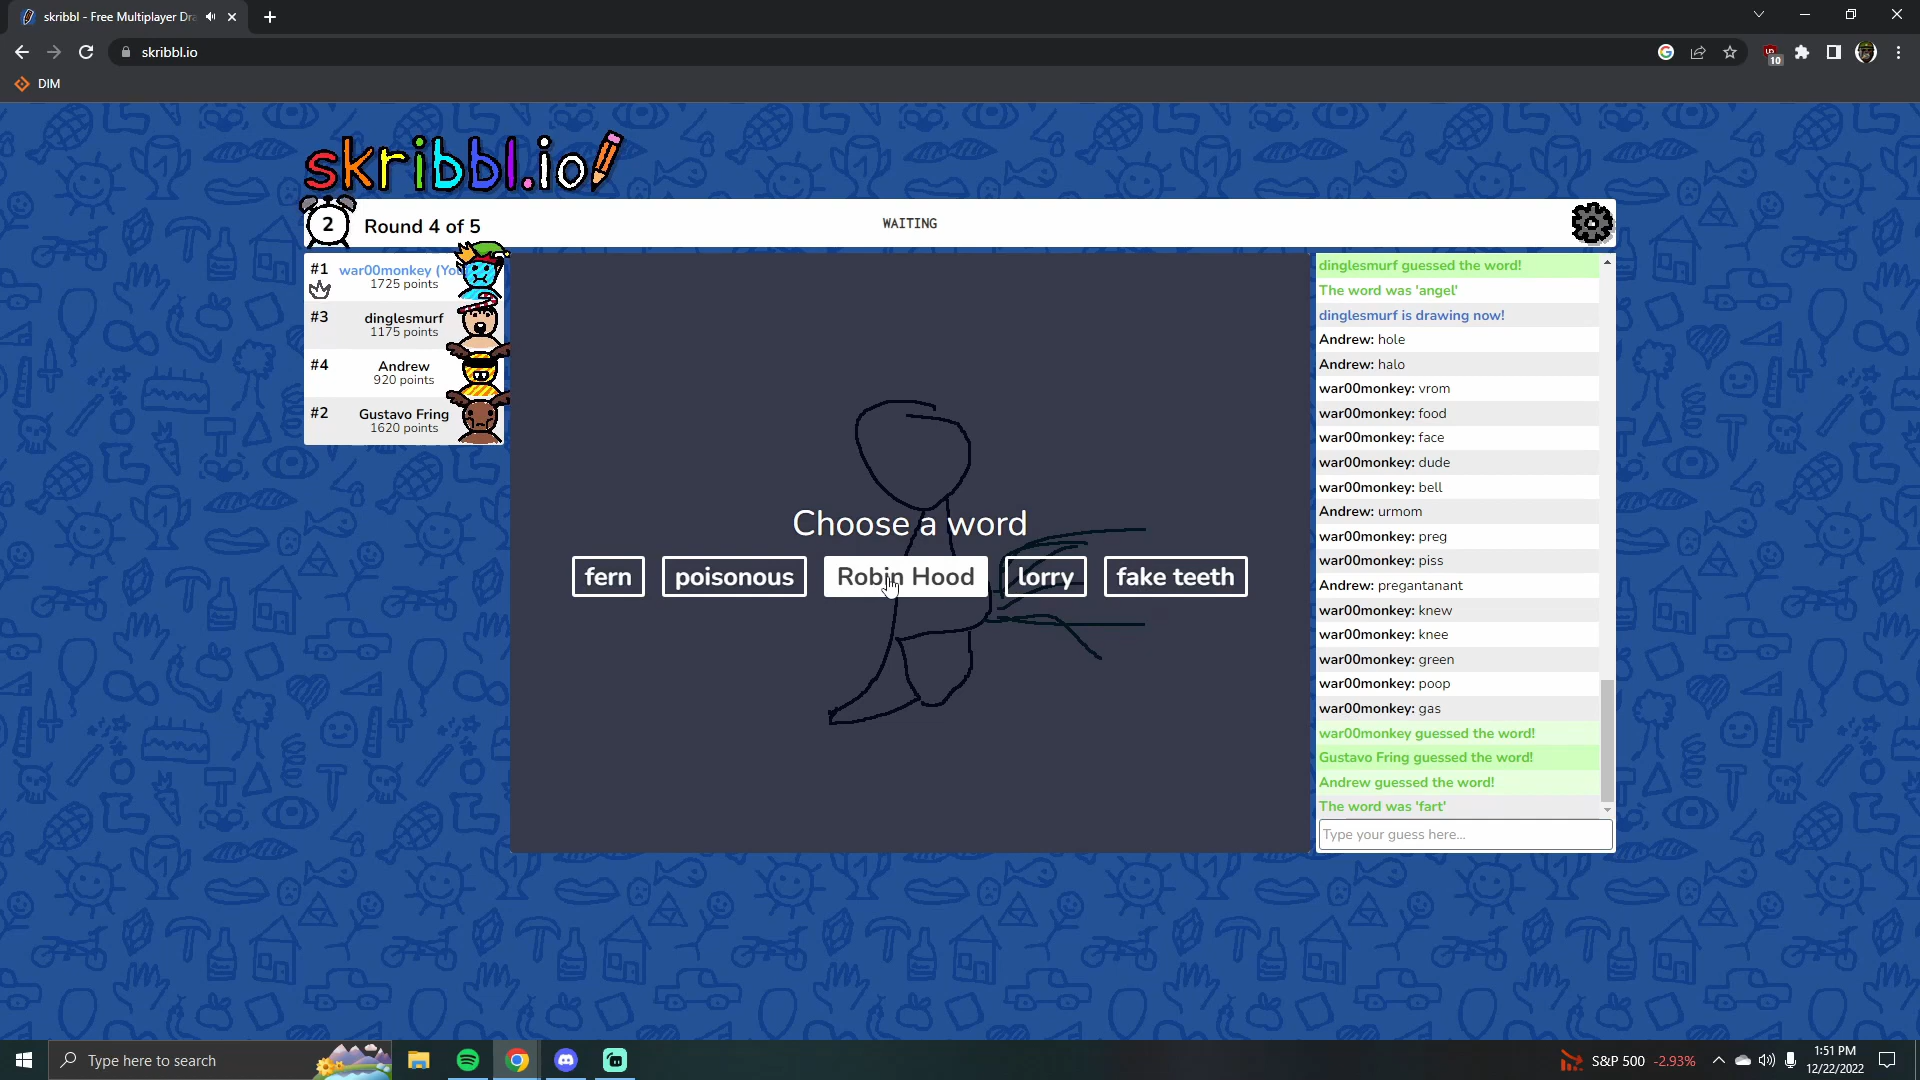 skribbl - Free Multiplayer Dra
skribbl.io
10
DIM
skribbl.io
2
Round 4 of 5
WAITING
#1
war00monkey (You
1725 points
#3
dinglesmurf
1175 points
#4
Andrew
920 points
#2
Gustavo Fring
1620 points
Choose a word
fern
poisonous
Robin Hood
lorry
fake teeth
dinglesmurf guessed the word!
The word was 'angel'
dinglesmurf is drawing now!
Andrew: hole
Andrew: halo
war00monkey: vrom
war00monkey: food
war00monkey: face
war00monkey: dude
war00monkey: bell
Andrew: urmom
war00monkey: preg
war00monkey: piss
Andrew: pregantanant
war00monkey: knew
war00monkey: knee
war00monkey: green
war00monkey: poop
war00monkey: gas
war00monkey guessed the word!
Gustavo Fring guessed the word!
Andrew guessed the word!
The word was 'fart'
Type your guess here...
Type here to search
S&P 500 -2.93%
1:51 PM
12/22/2022